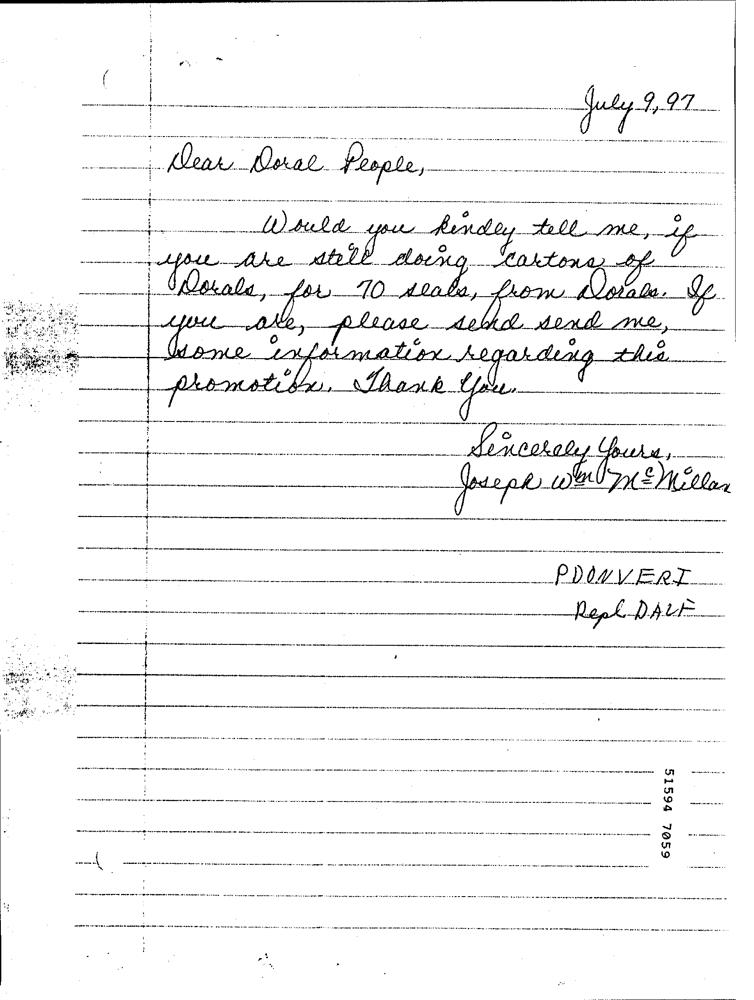 July 9, 97
Dear Doral People,
Would you kindley tell me, if
you are still doing cartons of
Dorals, for 70 seals, from Dorals. If
you are, please send send me,
some information regarding this
promotion. Thank You.
Sincerely Yours,
Joseph Wm McMillan
PDONVERI
Repl DALF
51594 7059